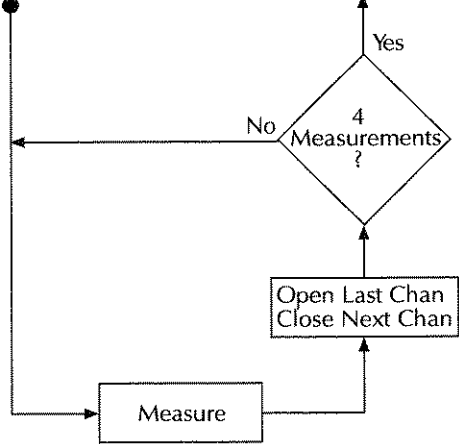 Yes
No
4
Measurements
?
Open Last Chan
Close Next Chan
Measure